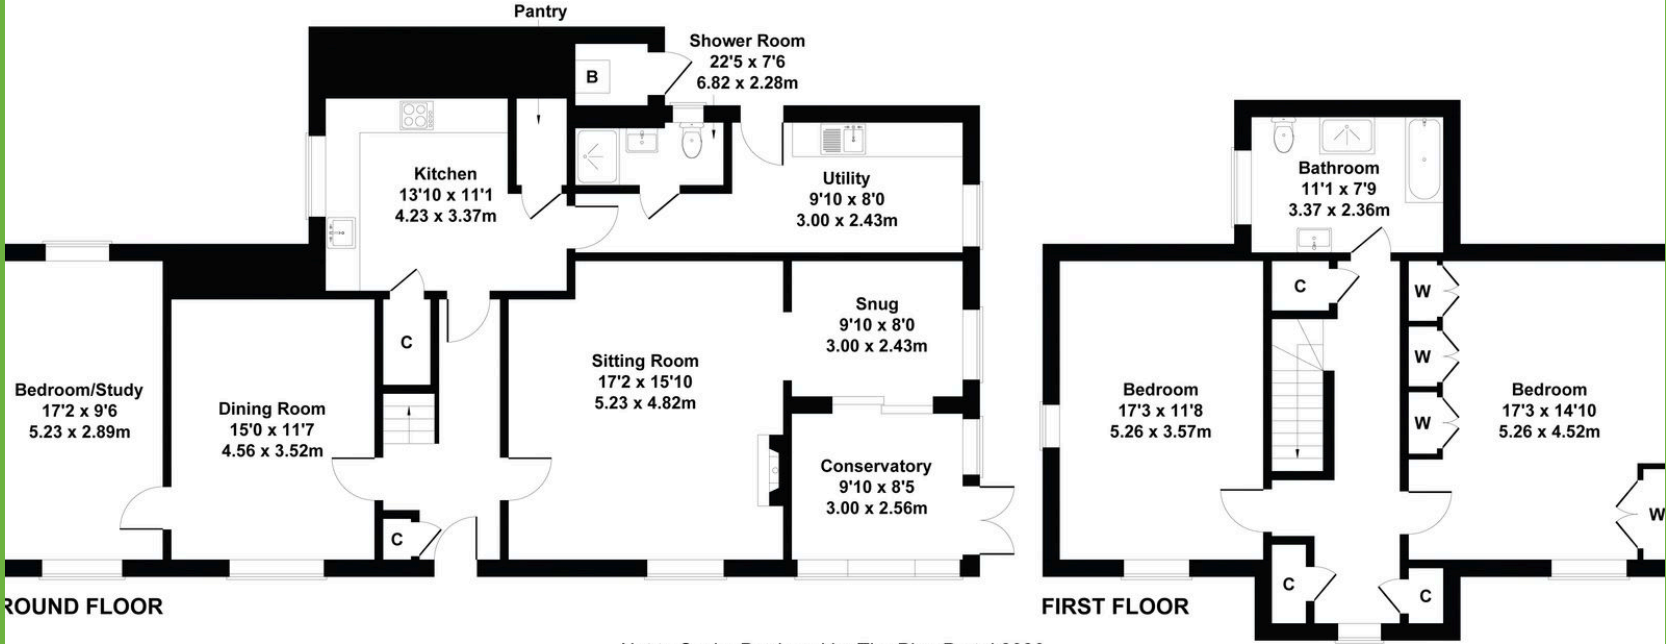 Pantry
Shower Room
22'5 x 7'6
6.82 x 2.28m
B
Kitchen
13'10 x 11'1
4.23 x 3.37m
Utility
9'10 x 8'0
3.00 x 2.43m
Snug
9'10 x 8'0
3.00 x 2.43m
C
Sitting Room
17'2 x 15'10
5.23 x 4.82m
Bedroom/Study
17'2 x 9'6
5.23 x 2.89m
Dining Room
15'0 x 11'7
4.56 x 3.52m
Conservatory
9'10 x 8'5
3.00 x 2.56m
C
ROUND FLOOR
Bathroom
11'1 x 7'9
3.37 x 2.36m
C
W
W
W
Bedroom
17'3 x 11'8
5.26 x 3.57m
Bedroom
17'3 x 14'10
5.26 x 4.52m
W
C
C
FIRST FLOOR